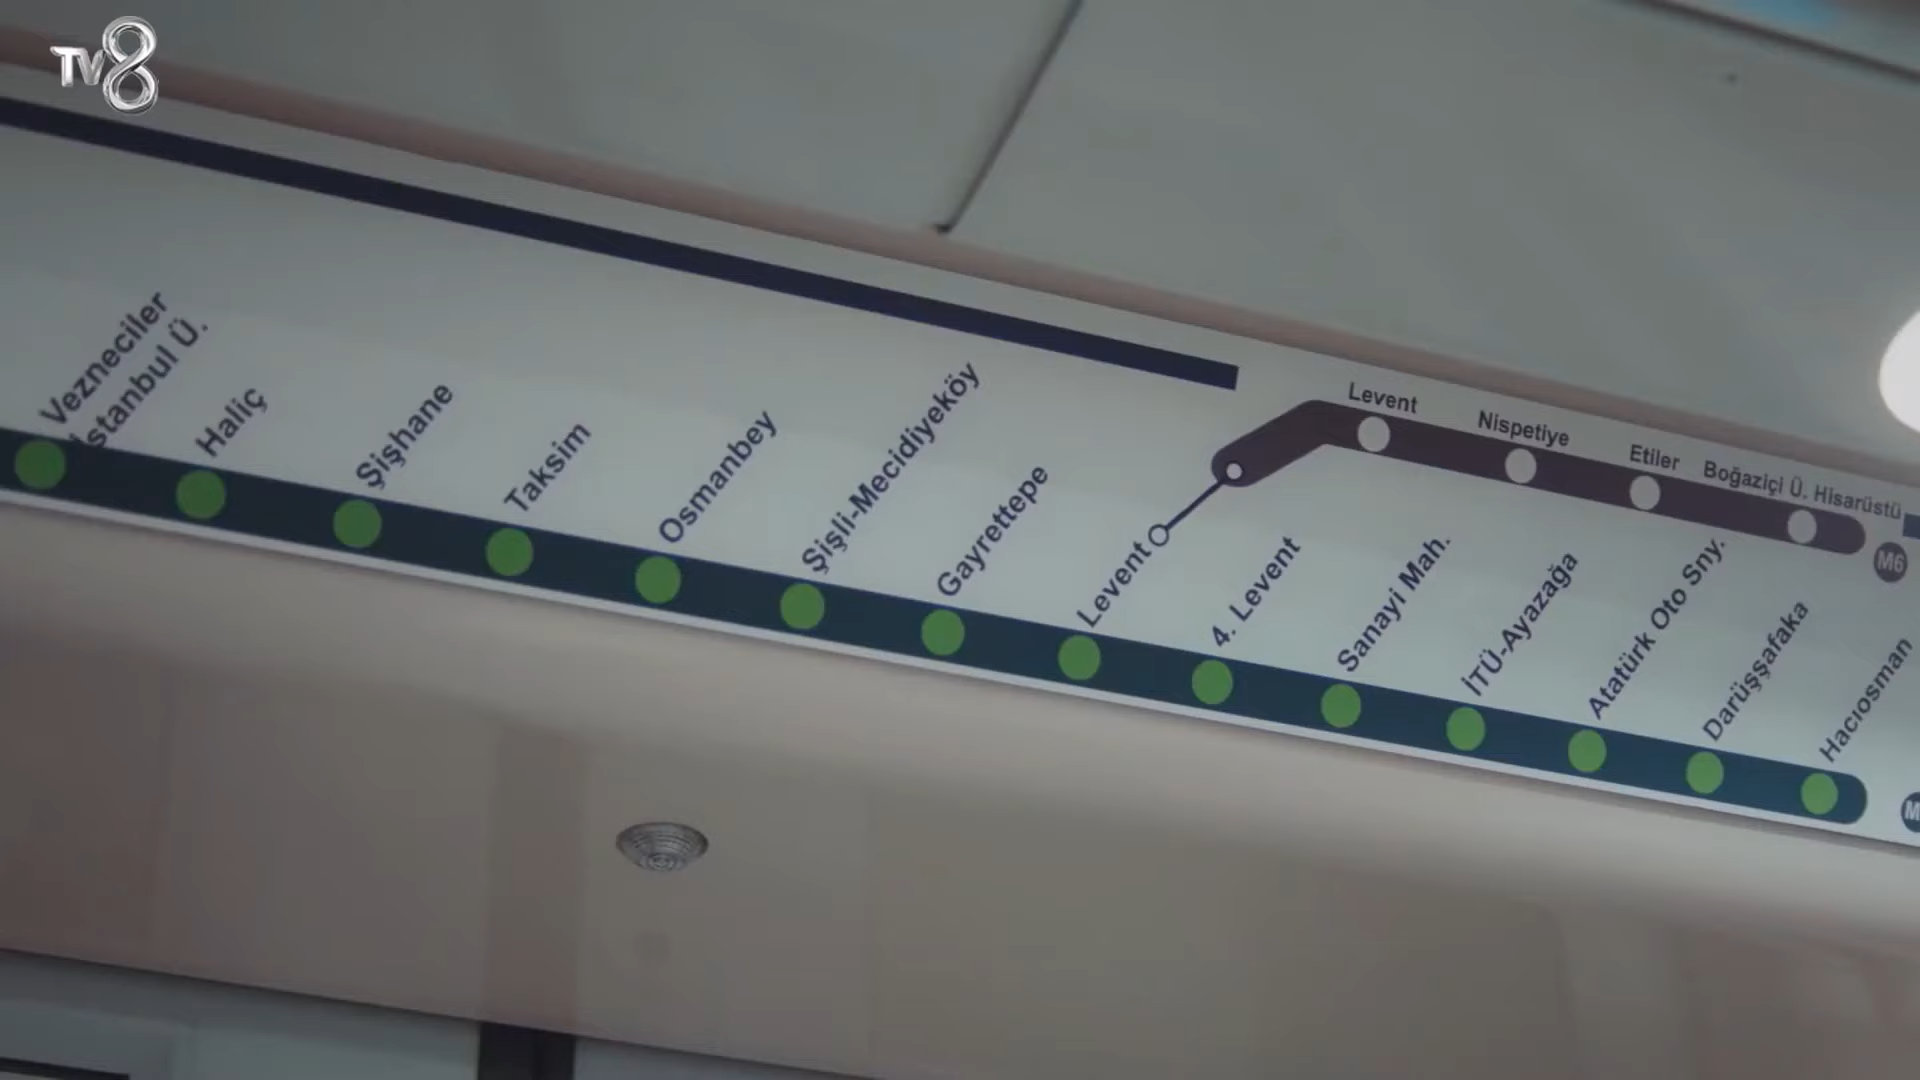 TV8
Vezneciler
İstanbul Ü.
Haliç
Şişhane
Taksim
Osmanbey
Şişli-Mecidiyeköy
Gayrettepe
Levent
4. Levent
Sanayi Mah.
İTÜ-Ayazağa
Atatürk Oto Sny.
Darüşşafaka
Hacıosman
Levent
Nispetiye
Etiler
Boğaziçi Ü. Hisarüstü
M6
M